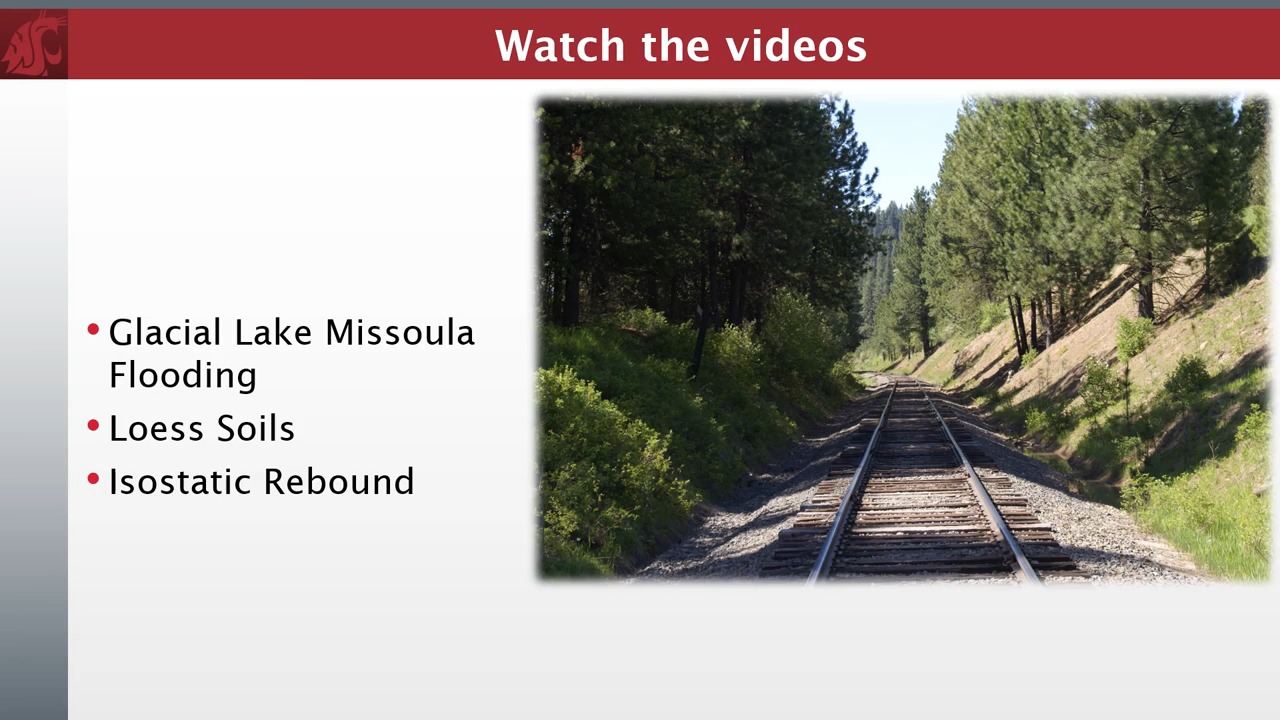 Watch the videos
• Glacial Lake Missoula
Flooding
• Loess Soils
• Isostatic Rebound